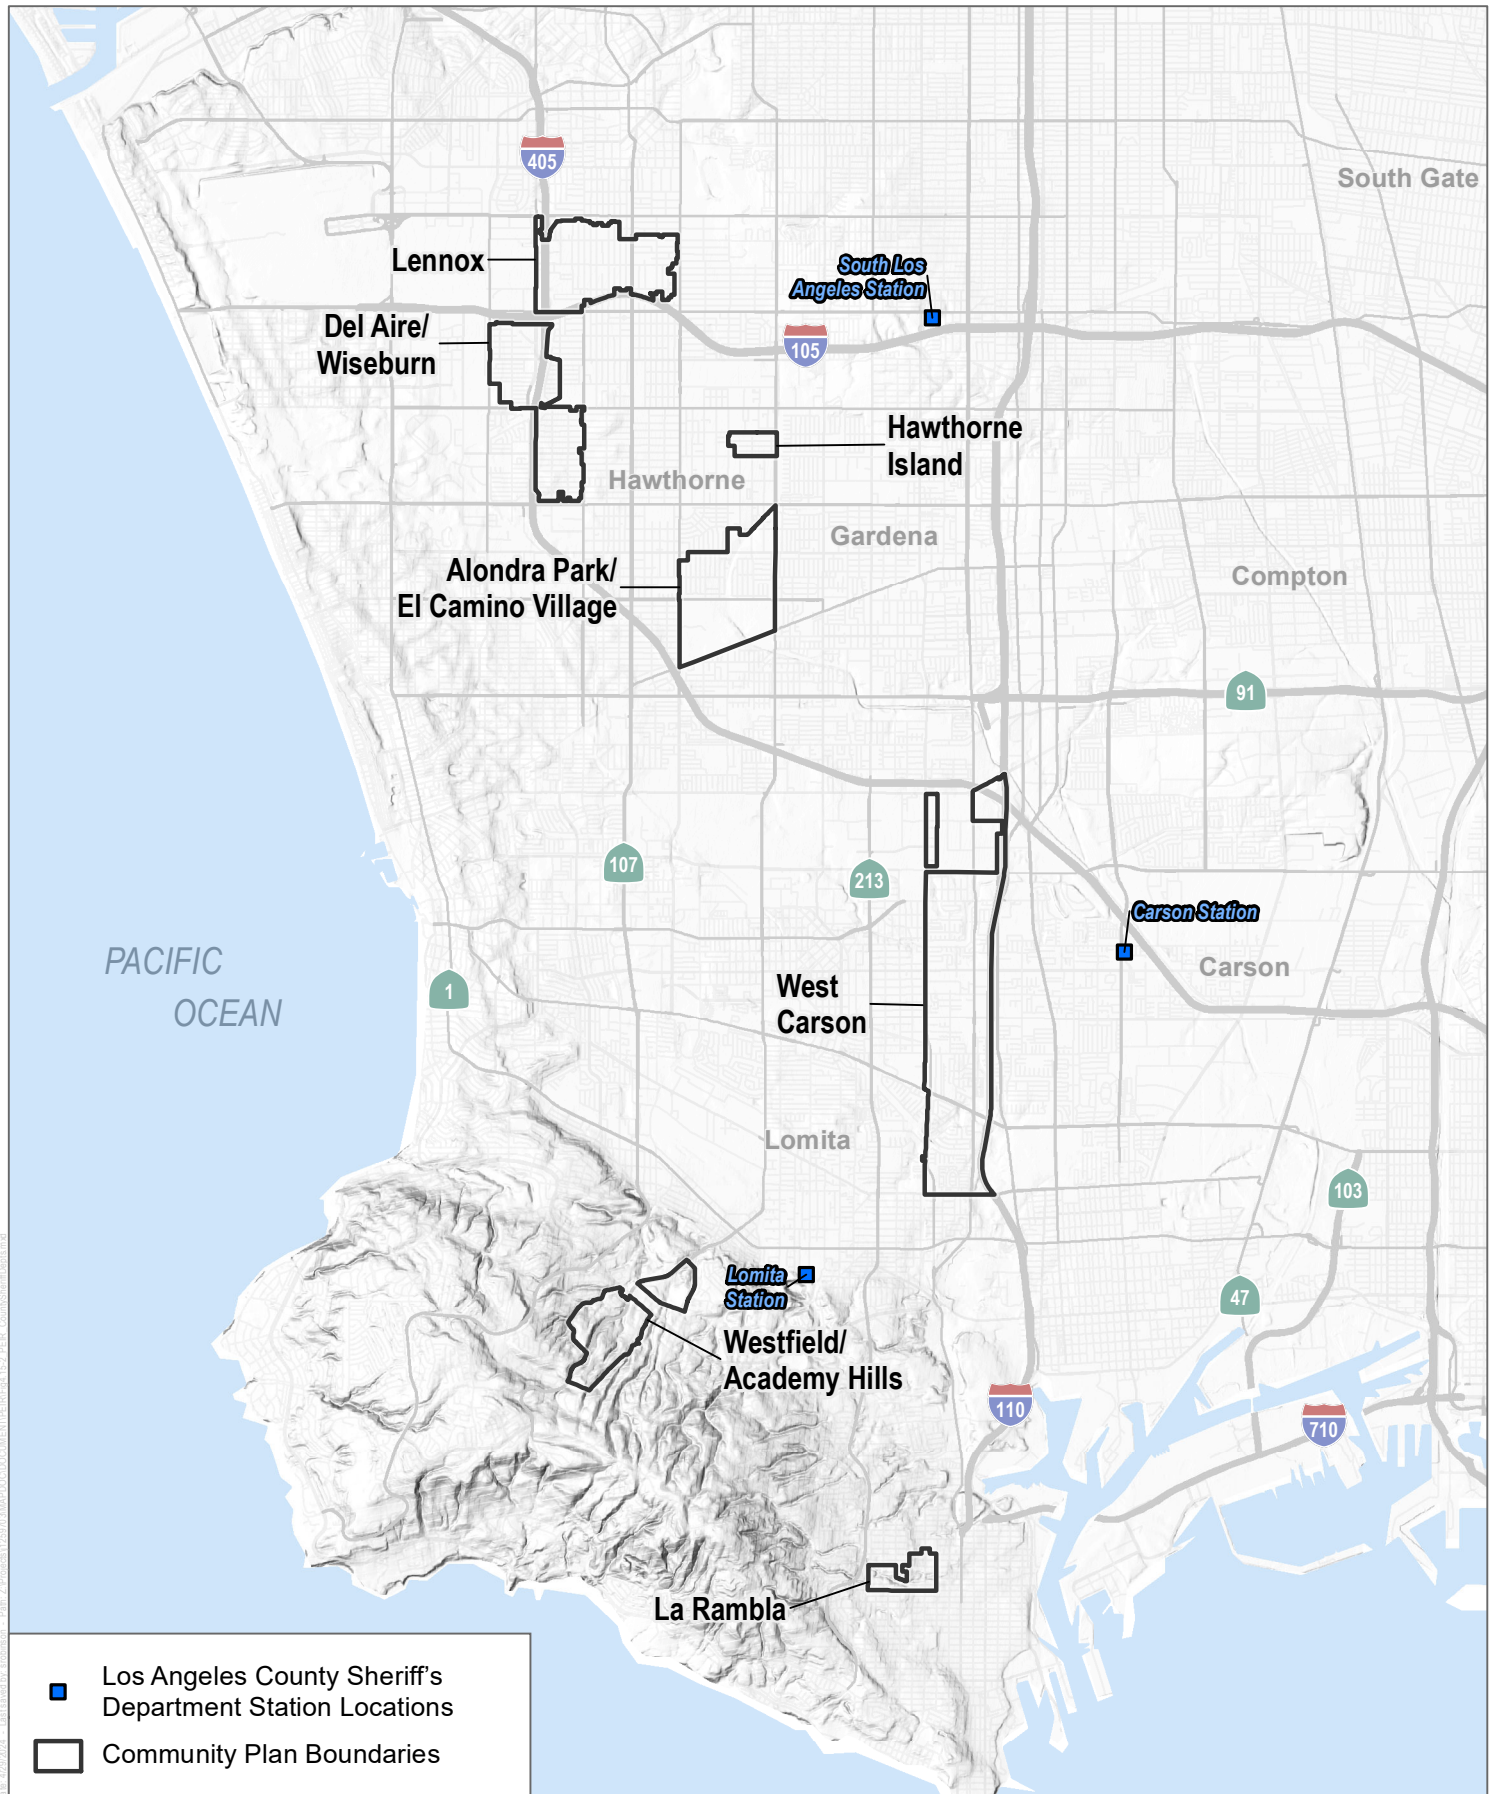 405
South Gate
Lennox
South Los
Angeles Station
Del Aire/
Wiseburn
105
Hawthorne
Island
Hawthorne
Gardena
Alondra Park/
El Camino Village
Compton
91
107
213
Carson Station
Carson
PACIFIC
OCEAN
1
West
Carson
Lomita
103
Lomita
Station
47
Westfield/
Academy Hills
110
710
La Rambla
Los Angeles County Sheriff's
Department Station Locations
Community Plan Boundaries